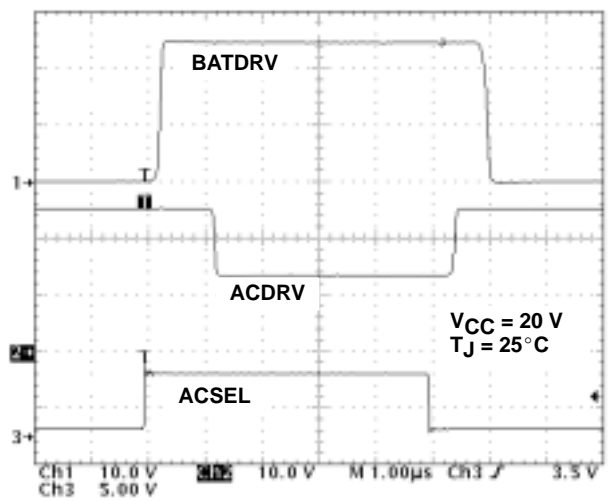 BATDRV
T
1→
ACDRV
VCC = 20 V
TJ = 25°C
2→
T
ACSEL
3→
Ch1 10.0 V Ch2 10.0 V M 1.00µs Ch3 3.5 V
Ch3 5.00 V